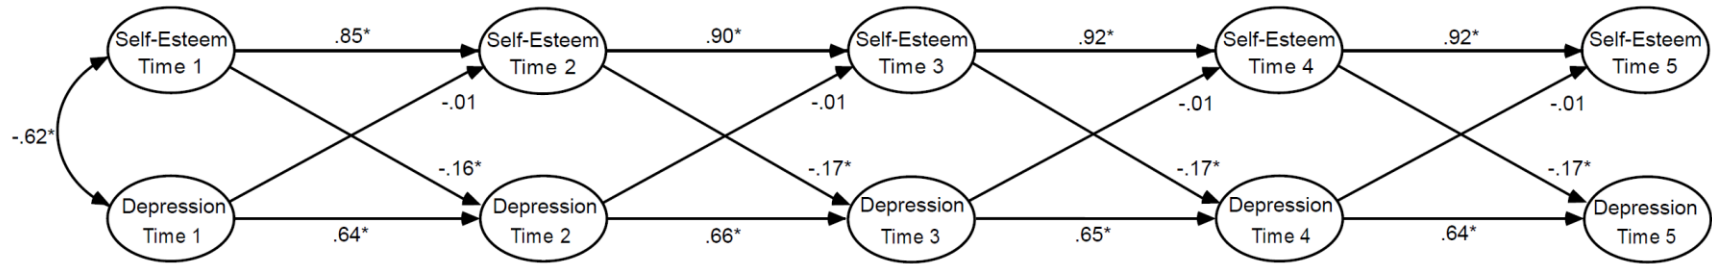 .85*
.90*
.92*
.92*
Self-Esteem
Time 1
Self-Esteem
Time 2
Self-Esteem
Time 3
Self-Esteem
Time 4
Self-Esteem
Time 5
-.01
-.01
-.01
-.01
-.62*
-.16*
-.17*
-.17*
-.17*
Depression
Time 1
Depression
Time 2
Depression
Time 3
Depression
Time 4
Depression
Time 5
.64*
.66*
.65*
.64*